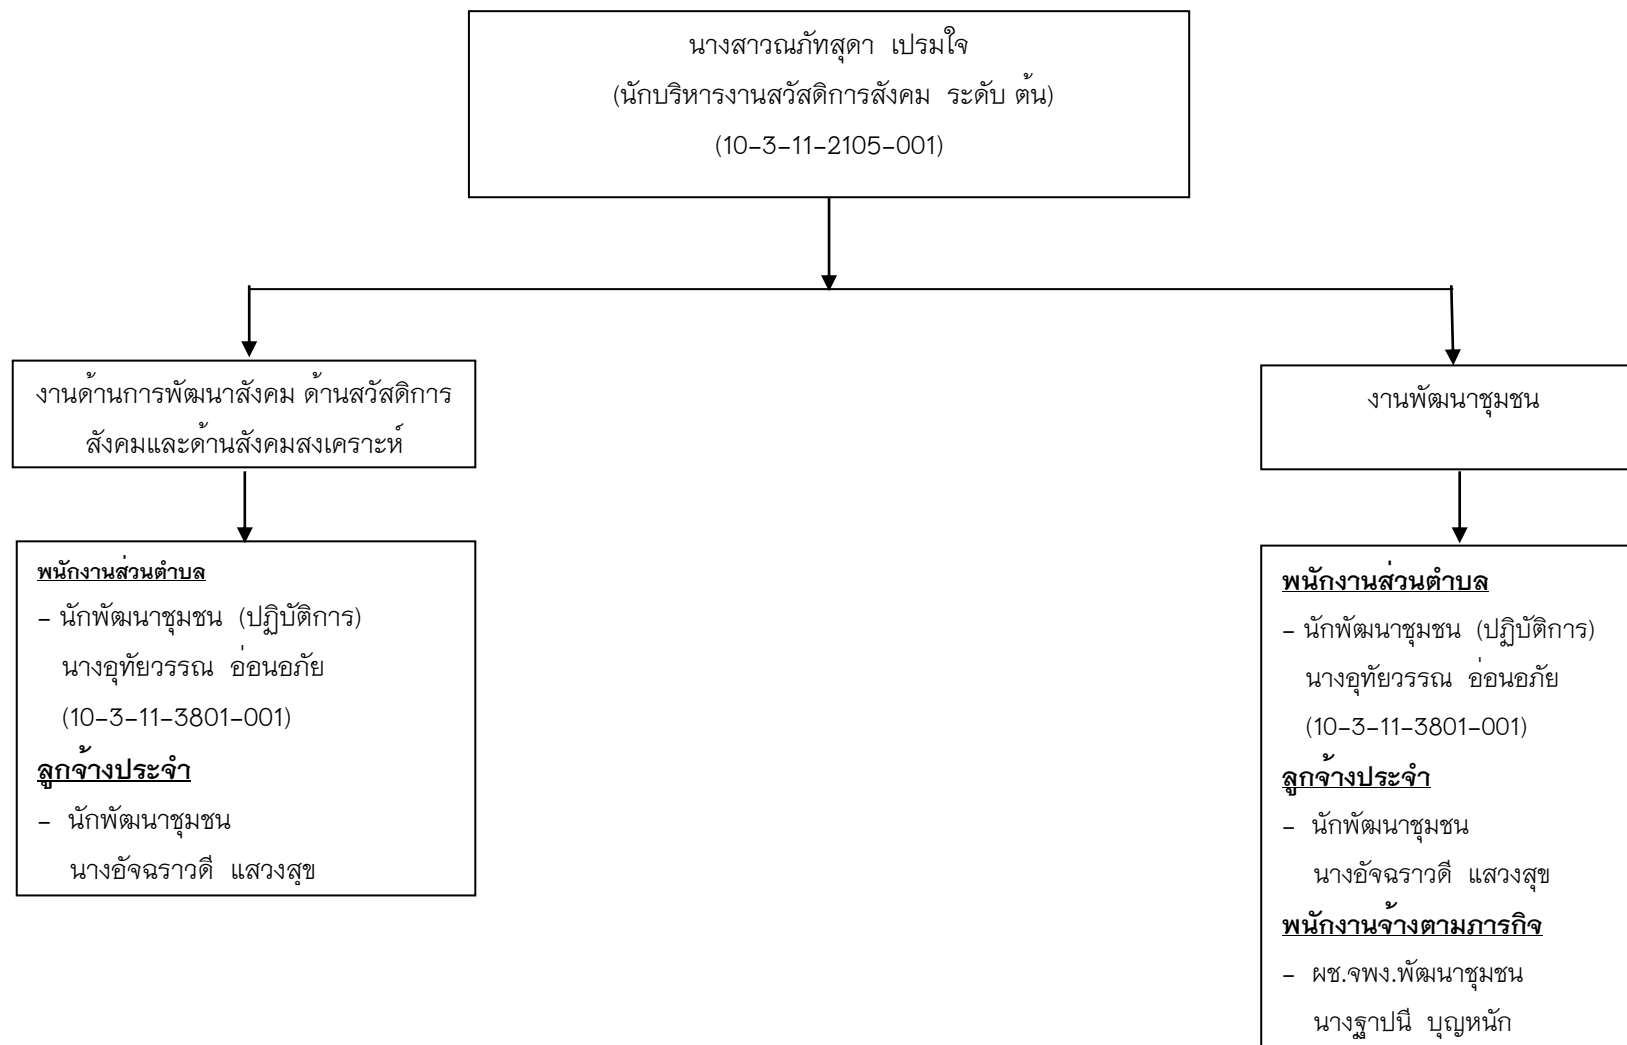 นางสาวณภัทสุดา เปรมใจ
(นักบริหารงานสวัสดิการสังคม ระดับ ต้น)
(10-3-11-2105-001)
งานด้านการพัฒนาสังคม ด้านสวัสดิการ
สังคมและด้านสังคมสงเคราะห์
พนักงานส่วนตำบล
- นักพัฒนาชุมชน (ปฏิบัติการ)
นางอุทัยวรรณ อ่อนอภัย
(10-3-11-3801-001)
ลูกจ้างประจำ
- นักพัฒนาชุมชน
นางอัจฉราวดี แสวงสุข
งานพัฒนาชุมชน
พนักงานส่วนตำบล
- นักพัฒนาชุมชน (ปฏิบัติการ)
นางอุทัยวรรณ อ่อนอภัย
(10-3-11-3801-001)
ลูกจ้างประจำ
- นักพัฒนาชุมชน
นางอัจฉราวดี แสวงสุข
พนักงานจ้างตามภารกิจ
- ผช.จพง.พัฒนาชุมชน
นางฐาปนี บุญหนัก